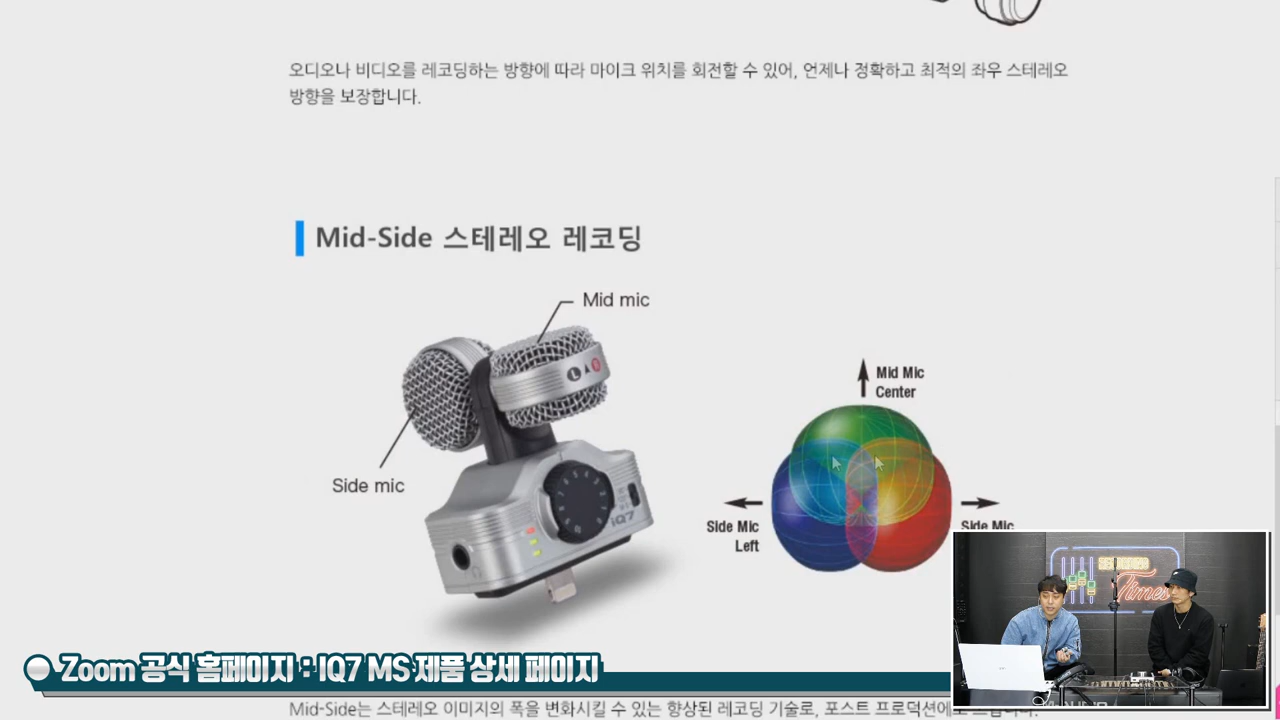 오디오나 비디오를 레코딩하는 방향에 따라 마이크 위치를 회전할 수 있어, 언제나 정확하고 최적의 좌우 스테레오
방향을 보장합니다.
Mid-Side 스테레오 레코딩
Mid mic
L R
Side mic
iQ7
Mid Mic
Center
Side Mic
Left
Side Mic
Times
Zoom 공식 홈페이지 : IQ7 MS 제품 상세 페이지
Mid-Side는 스테레오 이미지의 폭을 변화시킬 수 있는 향상된 레코딩 기술로, 포스트 프로덕션에